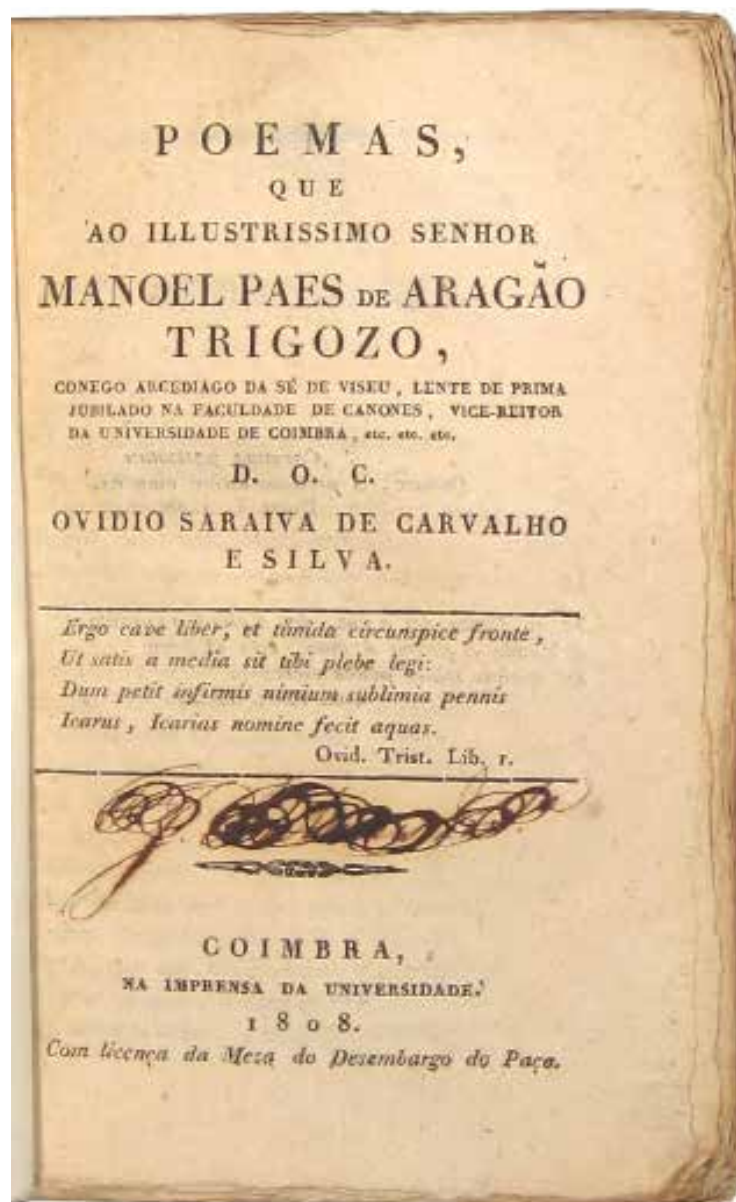 POEMAS,
QUE
AO ILLUSTRISSIMO SENHOR
MANOEL PAES DE ARAGÃO
TRIGOZO,
CONEGO ARCEDIAGO DA SÉ DE VISEU, LENTE DE PRIMA
JUBILADO NA FACULDADE DE CANONES, VICE-REITOR
DA UNIVERSIDADE DE COIMBRA, etc. etc. etc.
D. O. C.
OVIDIO SARAIVA DE CARVALHO
E SILVA.
Ergo cave liber, et timida circunspice fronte,
Ut satis a media sit tibi plebe legi:
Dum petit infirmis nimium sublimia pennis
Icarus, Icarias nomine fecit aquas.
Ovid. Trist. Lib. 1.
COIMBRA,
NA IMPRENSA DA UNIVERSIDADE.
1808.
Com licença da Meza do Desembargo do Paço.